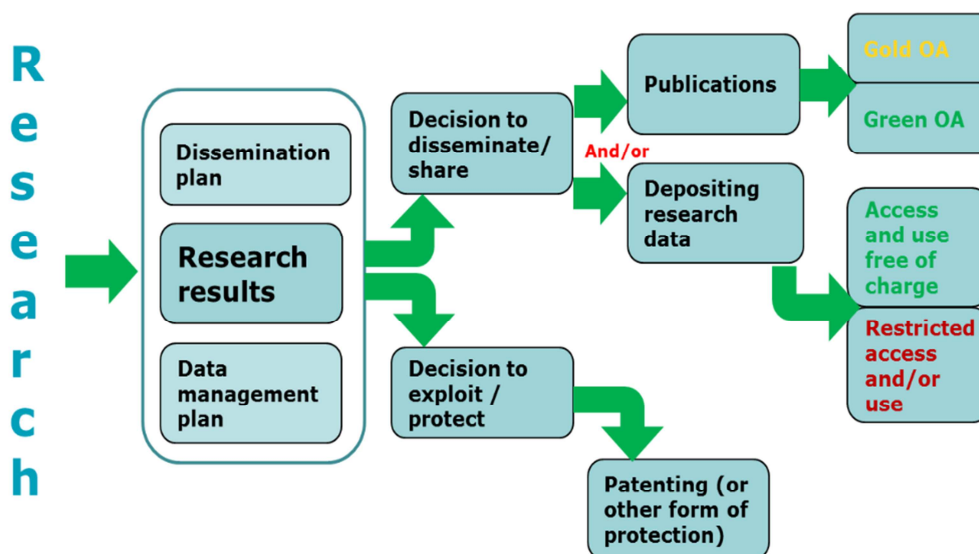 Research
Dissemination
plan
Research
results
Data
management
plan
Decision to
disseminate/
share
And/or
Publications
Gold OA
Green OA
Depositing
research
data
Access
and use
free of
charge
Restricted
access
and/or
use
Decision to
exploit /
protect
Patenting (or
other form of
protection)